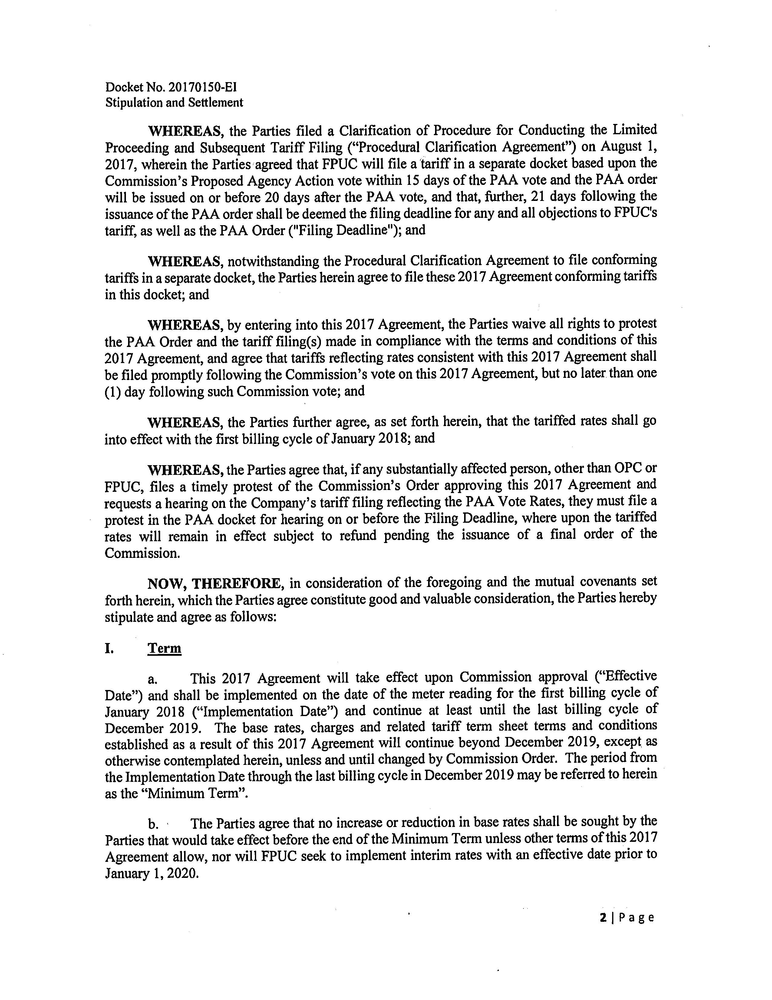 Docket No. 20170150-EI
Stipulation and Settlement
WHEREAS, the Parties filed a Clarification of Procedure for Conducting the Limited
Proceeding and Subsequent Tariff Filing (“Procedural Clarification Agreement”) on August 1,
2017, wherein the Parties agreed that FPUC will file a tariff in a separate docket based upon the
Commission’s Proposed Agency Action vote within 15 days of the PAA vote and the PAA order
will be issued on or before 20 days after the PAA vote, and that, further, 21 days following the
issuance of the PAA order shall be deemed the filing deadline for any and all objections to FPUC's
tariff, as well as the PAA Order ("Filing Deadline"); and
WHEREAS, notwithstanding the Procedural Clarification Agreement to file conforming
tariffs in a separate docket, the Parties herein agree to file these 2017 Agreement conforming tariffs
in this docket; and
WHEREAS, by entering into this 2017 Agreement, the Parties waive all rights to protest
the PAA Order and the tariff filing(s) made in compliance with the terms and conditions of this
2017 Agreement, and agree that tariffs reflecting rates consistent with this 2017 Agreement shall
be filed promptly following the Commission’s vote on this 2017 Agreement, but no later than one
(1) day following such Commission vote; and
WHEREAS, the Parties further agree, as set forth herein, that the tariffed rates shall go
into effect with the first billing cycle of January 2018; and
WHEREAS, the Parties agree that, if any substantially affected person, other than OPC or
FPUC, files a timely protest of the Commission’s Order approving this 2017 Agreement and
requests a hearing on the Company’s tariff filing reflecting the PAA Vote Rates, they must file a
protest in the PAA docket for hearing on or before the Filing Deadline, where upon the tariffed
rates will remain in effect subject to refund pending the issuance of a final order of the
Commission.
NOW, THEREFORE, in consideration of the foregoing and the mutual covenants set
forth herein, which the Parties agree constitute good and valuable consideration, the Parties hereby
stipulate and agree as follows:
I. Term
a. This 2017 Agreement will take effect upon Commission approval (“Effective
Date”) and shall be implemented on the date of the meter reading for the first billing cycle of
January 2018 (“Implementation Date”) and continue at least until the last billing cycle of
December 2019. The base rates, charges and related tariff term sheet terms and conditions
established as a result of this 2017 Agreement will continue beyond December 2019, except as
otherwise contemplated herein, unless and until changed by Commission Order. The period from
the Implementation Date through the last billing cycle in December 2019 may be referred to herein
as the “Minimum Term”.
b. The Parties agree that no increase or reduction in base rates shall be sought by the
Parties that would take effect before the end of the Minimum Term unless other terms of this 2017
Agreement allow, nor will FPUC seek to implement interim rates with an effective date prior to
January 1, 2020.
2 | Page